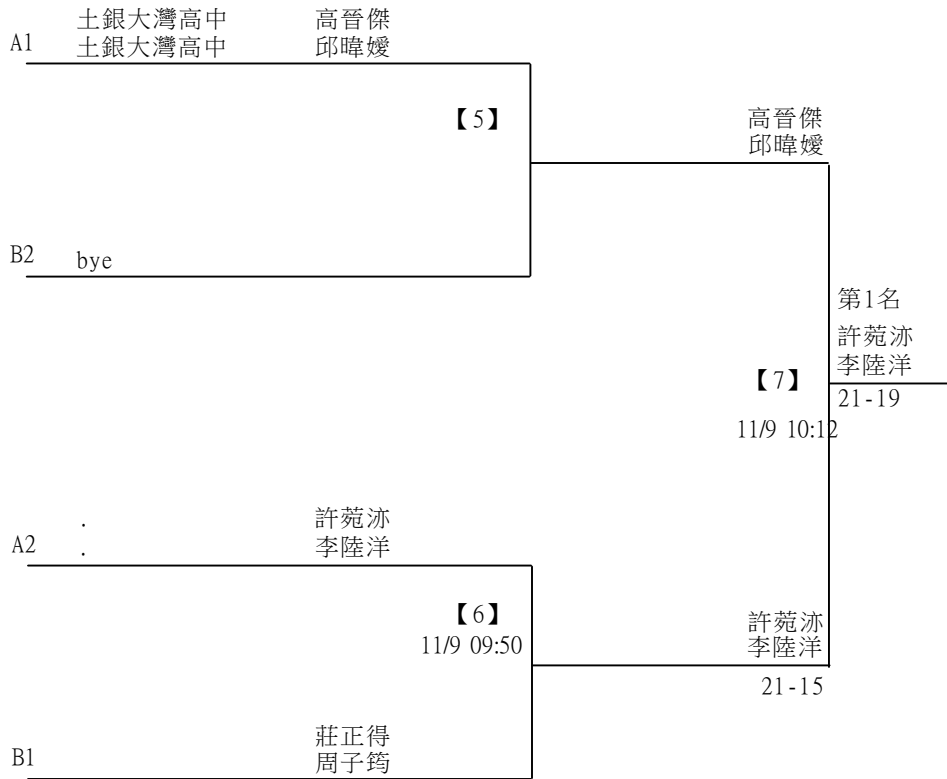 土銀大灣高中 高晉傑
A1 土銀大灣高中 邱暐嬡
【5】
高晉傑
邱暐嬡
B2 bye
第1名
許菀沛
李陸洋
【7】
21-19
11/9 10:12
. 許菀沛
A2 . 李陸洋
【6】
11/9 09:50
許菀沛
李陸洋
21-15
莊正得
B1 周子筠